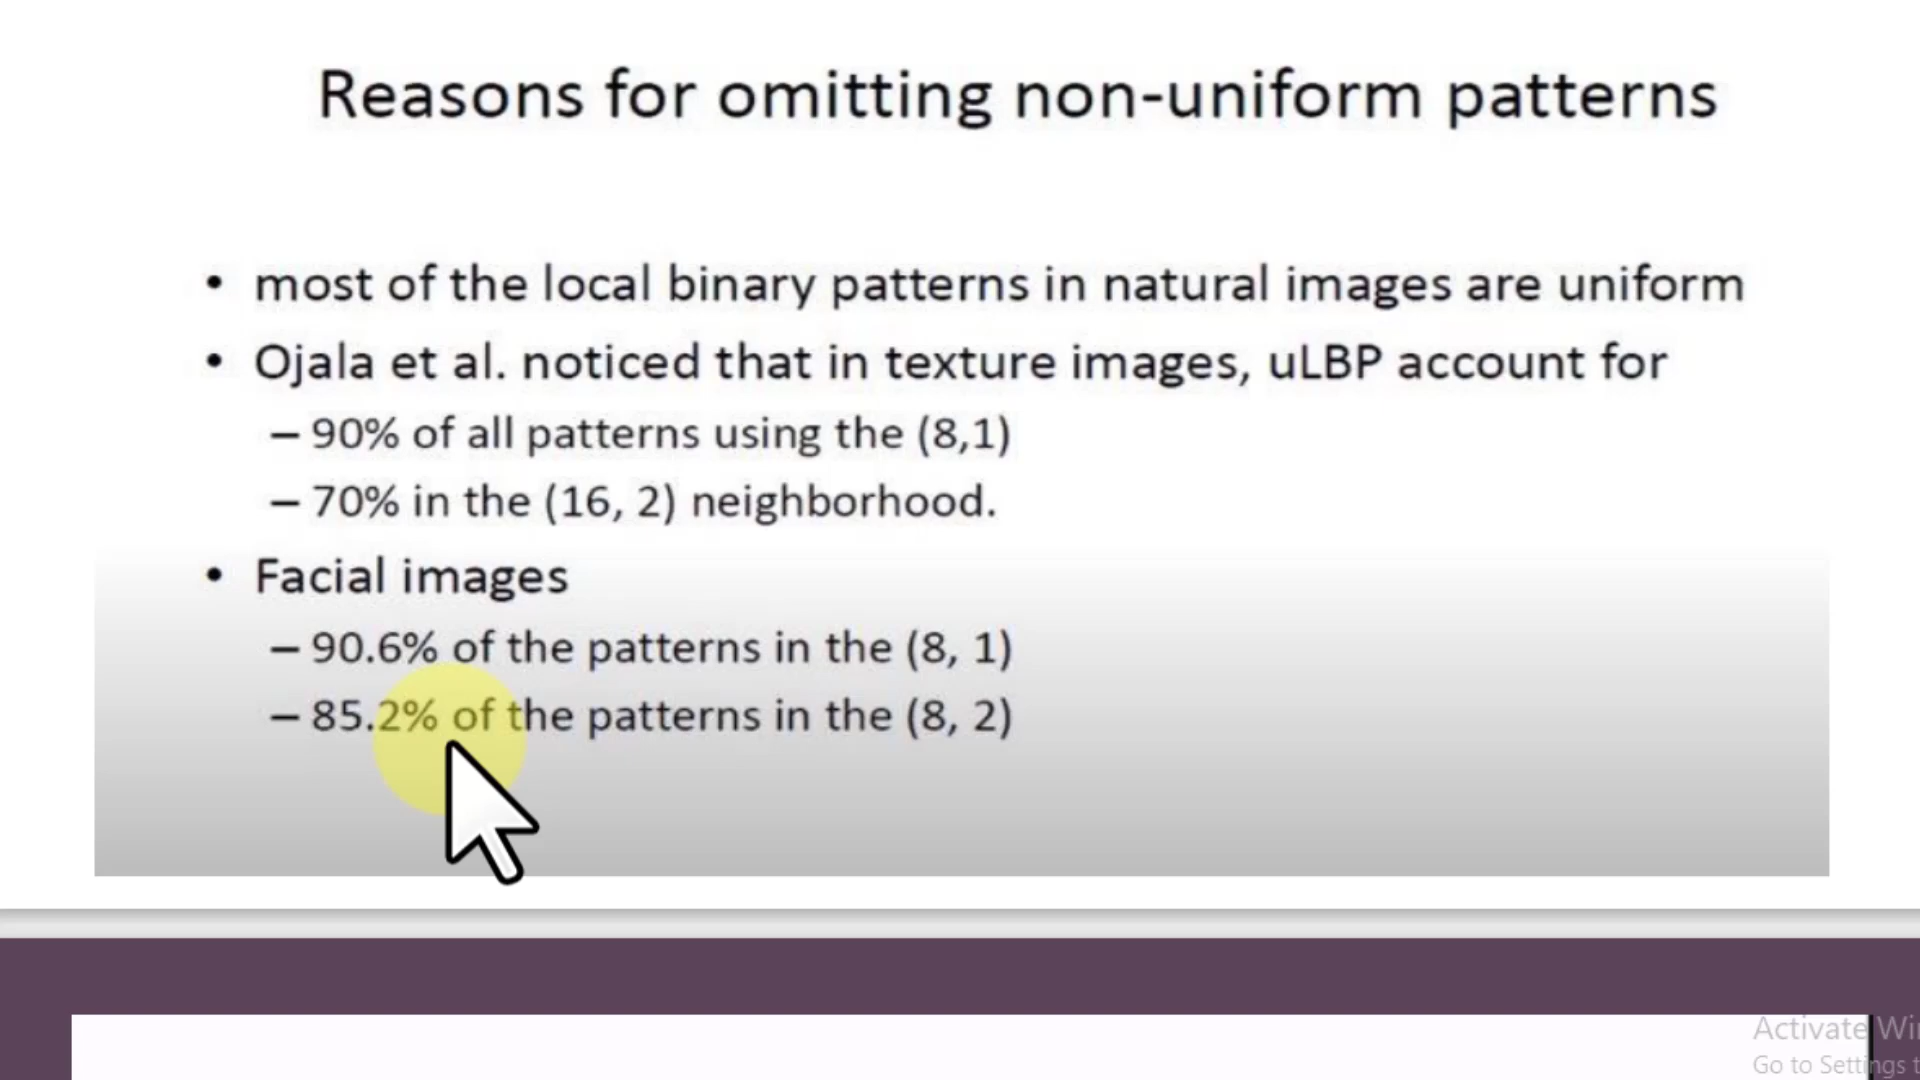 Reasons for omitting non-uniform patterns
• most of the local binary patterns in natural images are uniform
• Ojala et al. noticed that in texture images, uLBP account for
– 90% of all patterns using the (8,1)
– 70% in the (16, 2) neighborhood.
• Facial images
– 90.6% of the patterns in the (8, 1)
– 85.2% of the patterns in the (8, 2)
Activate
Go to Settings